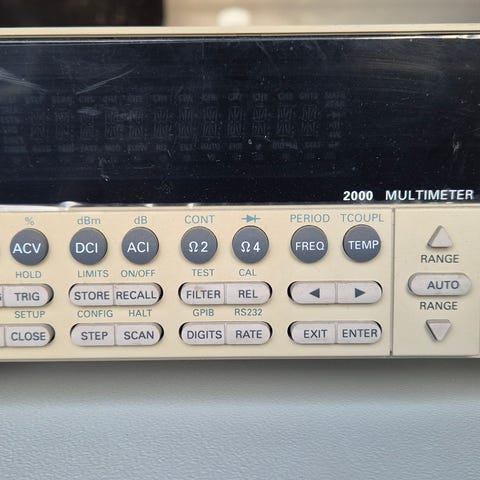 2000 MULTIMETER
% dBm dB CONT PERIOD TCOUPL
ACV DCI ACI Ω2 Ω4 FREQ TEMP
HOLD LIMITS ON/OFF TEST CAL RANGE
TRIG STORE RECALL FILTER REL AUTO
SETUP CONFIG HALT GPIB RS232 RANGE
CLOSE STEP SCAN DIGITS RATE EXIT ENTER